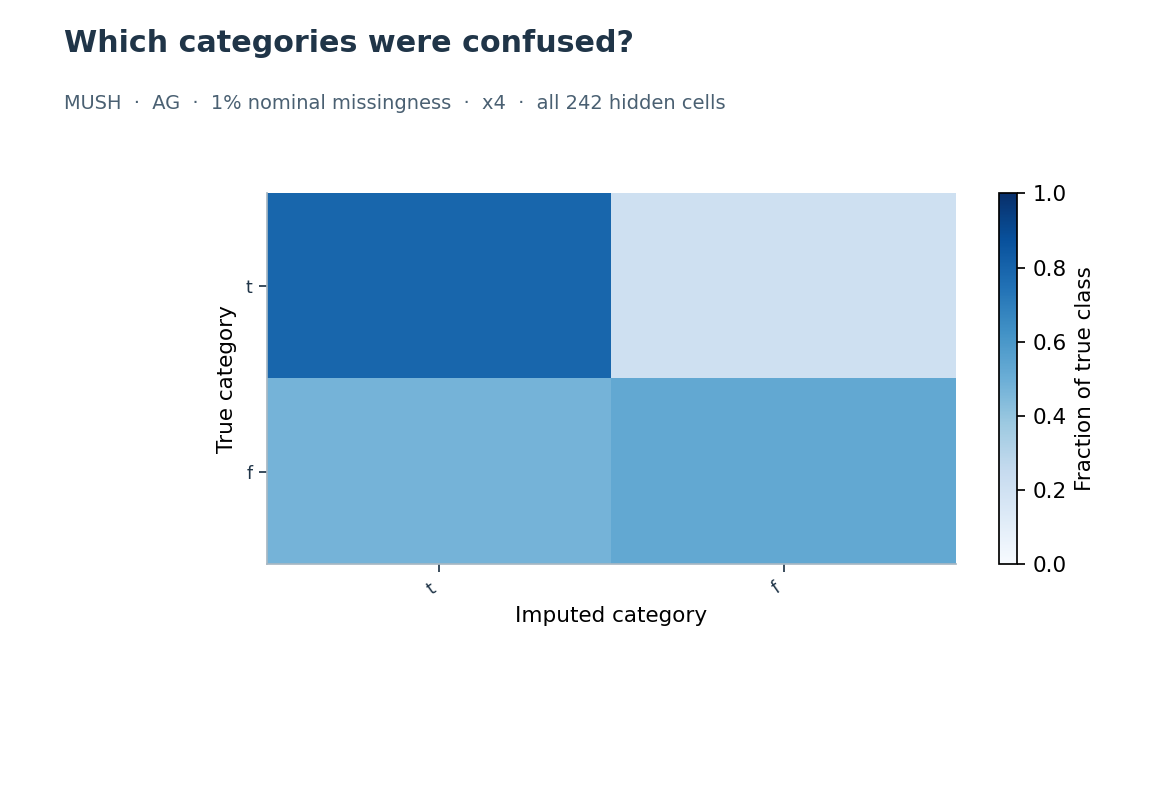 Which categories were confused?
MUSH · AG · 1% nominal missingness · x4 · all 242 hidden cells
True category
t
f
t
f
Imputed category
1.0
0.8
0.6
0.4
0.2
0.0
Fraction of true class